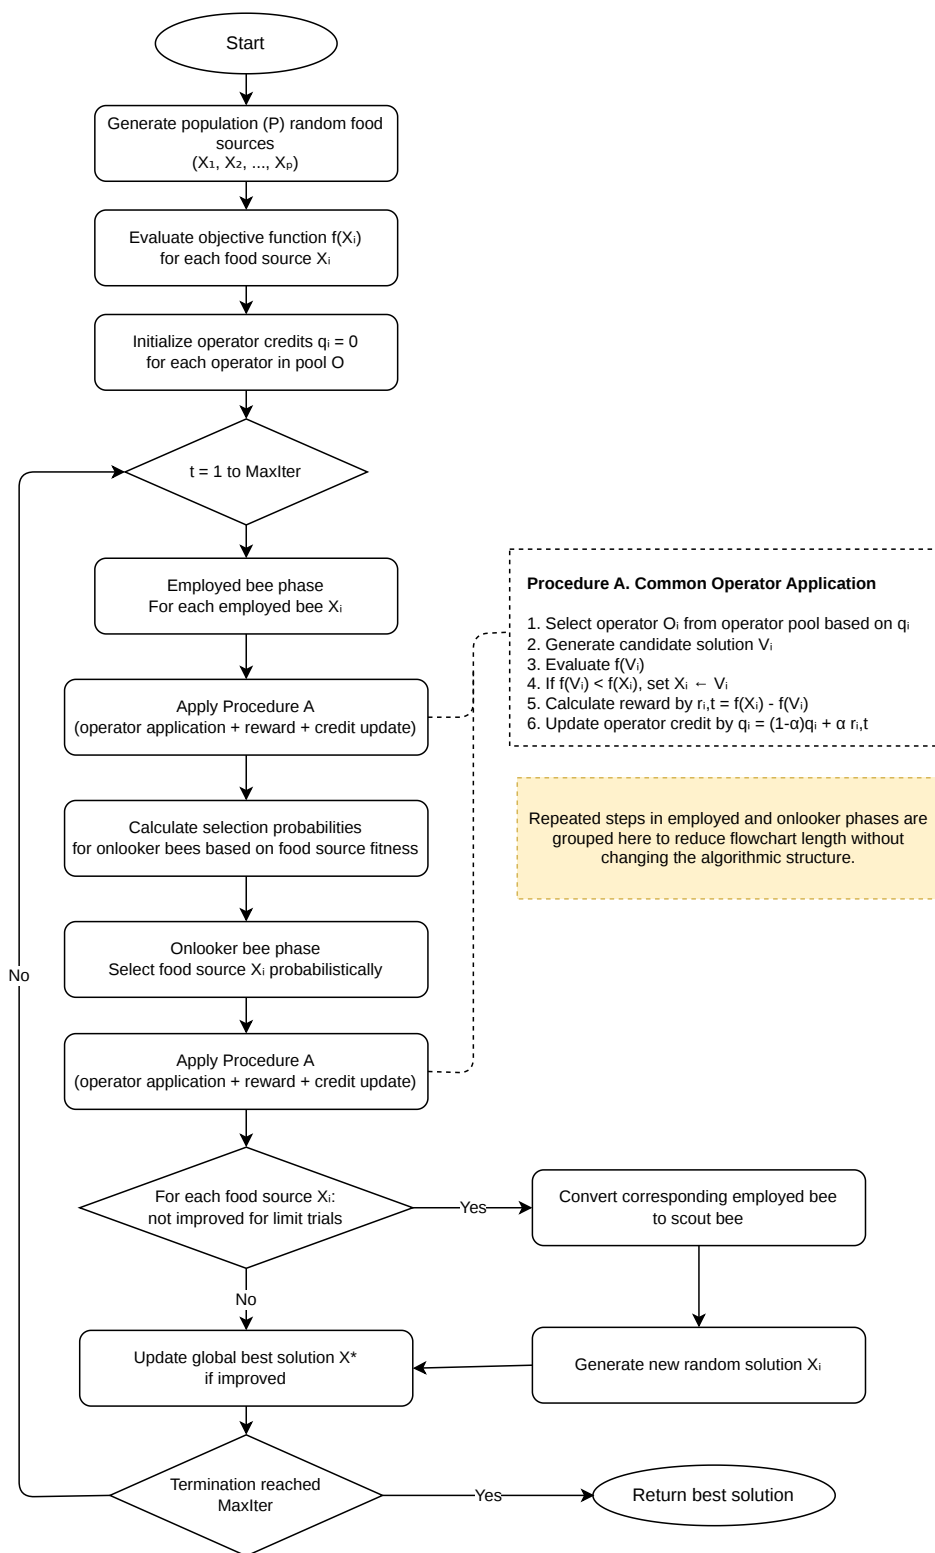 Start
Generate population (P) random food
sources
(X₁, X₂, ..., Xₚ)
Evaluate objective function f(Xᵢ)
for each food source Xᵢ
Initialize operator credits qᵢ = 0
for each operator in pool O
t = 1 to MaxIter
Employed bee phase
For each employed bee Xᵢ
Apply Procedure A
(operator application + reward + credit update)
Calculate selection probabilities
for onlooker bees based on food source fitness
Onlooker bee phase
Select food source Xᵢ probabilistically
Apply Procedure A
(operator application + reward + credit update)
For each food source Xᵢ:
not improved for limit trials
Yes
Convert corresponding employed bee
to scout bee
Generate new random solution Xᵢ
No
Update global best solution X*
if improved
Termination reached
MaxIter
Yes
Return best solution
No
Procedure A. Common Operator Application
1. Select operator Oᵢ from operator pool based on qᵢ
2. Generate candidate solution Vᵢ
3. Evaluate f(Vᵢ)
4. If f(Vᵢ) < f(Xᵢ), set Xᵢ ← Vᵢ
5. Calculate reward by rᵢ,t = f(Xᵢ) - f(Vᵢ)
6. Update operator credit by qᵢ = (1-α)qᵢ + α rᵢ,t
Repeated steps in employed and onlooker phases are
grouped here to reduce flowchart length without
changing the algorithmic structure.